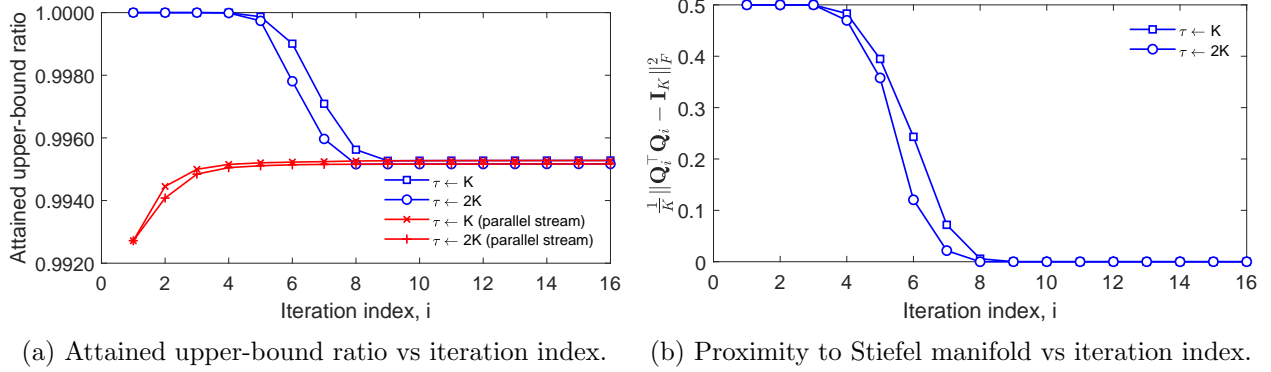 1.0000
0.9980
0.9960
0.9940
0.9920
0 2 4 6 8 10 12 14 16
Attained upper-bound ratio
Iteration index, i
τ ← K
τ ← 2K
τ ← K (parallel stream)
τ ← 2K (parallel stream)
(a) Attained upper-bound ratio vs iteration index.
0.5
0.4
0.3
0.2
0.1
0
0 2 4 6 8 10 12 14 16
1/K ||Q_i^⊤ Q_i − I_K||_F^2
Iteration index, i
τ ← K
τ ← 2K
(b) Proximity to Stiefel manifold vs iteration index.